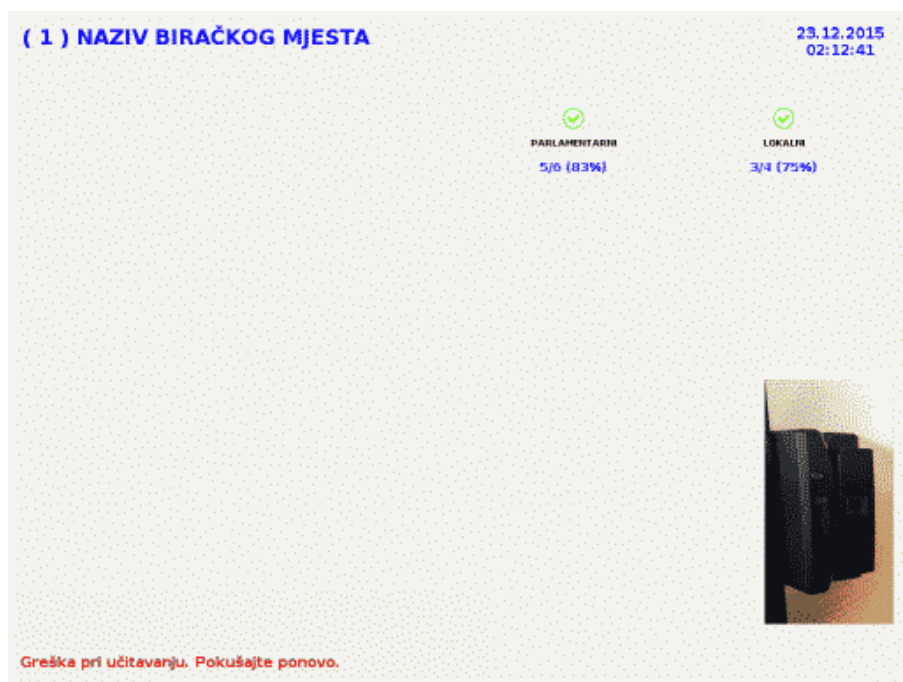 ( 1 ) NAZIV BIRAČKOG MJESTA
23.12.2015
02:12:41
PARLAMENTARNI
LOKALNI
5/6 (83%)
3/4 (75%)
Greška pri učitavanju. Pokušajte ponovo.